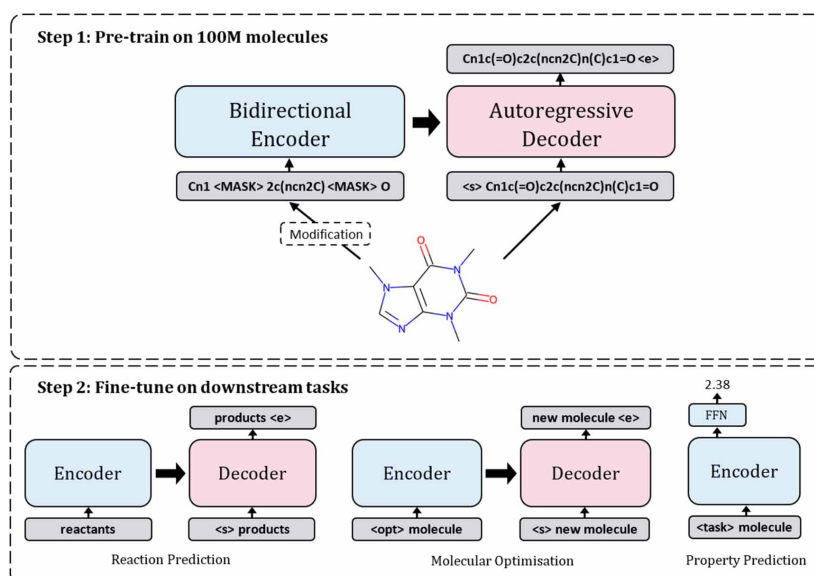 Step 1: Pre-train on 100M molecules
Cn1c(=O)c2c(ncn2C)n(C)c1=O <e>
Bidirectional
Encoder
Autoregressive
Decoder
Cn1 <MASK> 2c(ncn2C) <MASK> O
<s> Cn1c(=O)c2c(ncn2C)n(C)c1=O
Modification
O
N
N
O
N
N
Step 2: Fine-tune on downstream tasks
products <e>
Encoder
Decoder
reactants
<s> products
Reaction Prediction
new molecule <e>
Encoder
Decoder
<opt> molecule
<s> new molecule
Molecular Optimisation
2.38
FFN
Encoder
<task> molecule
Property Prediction